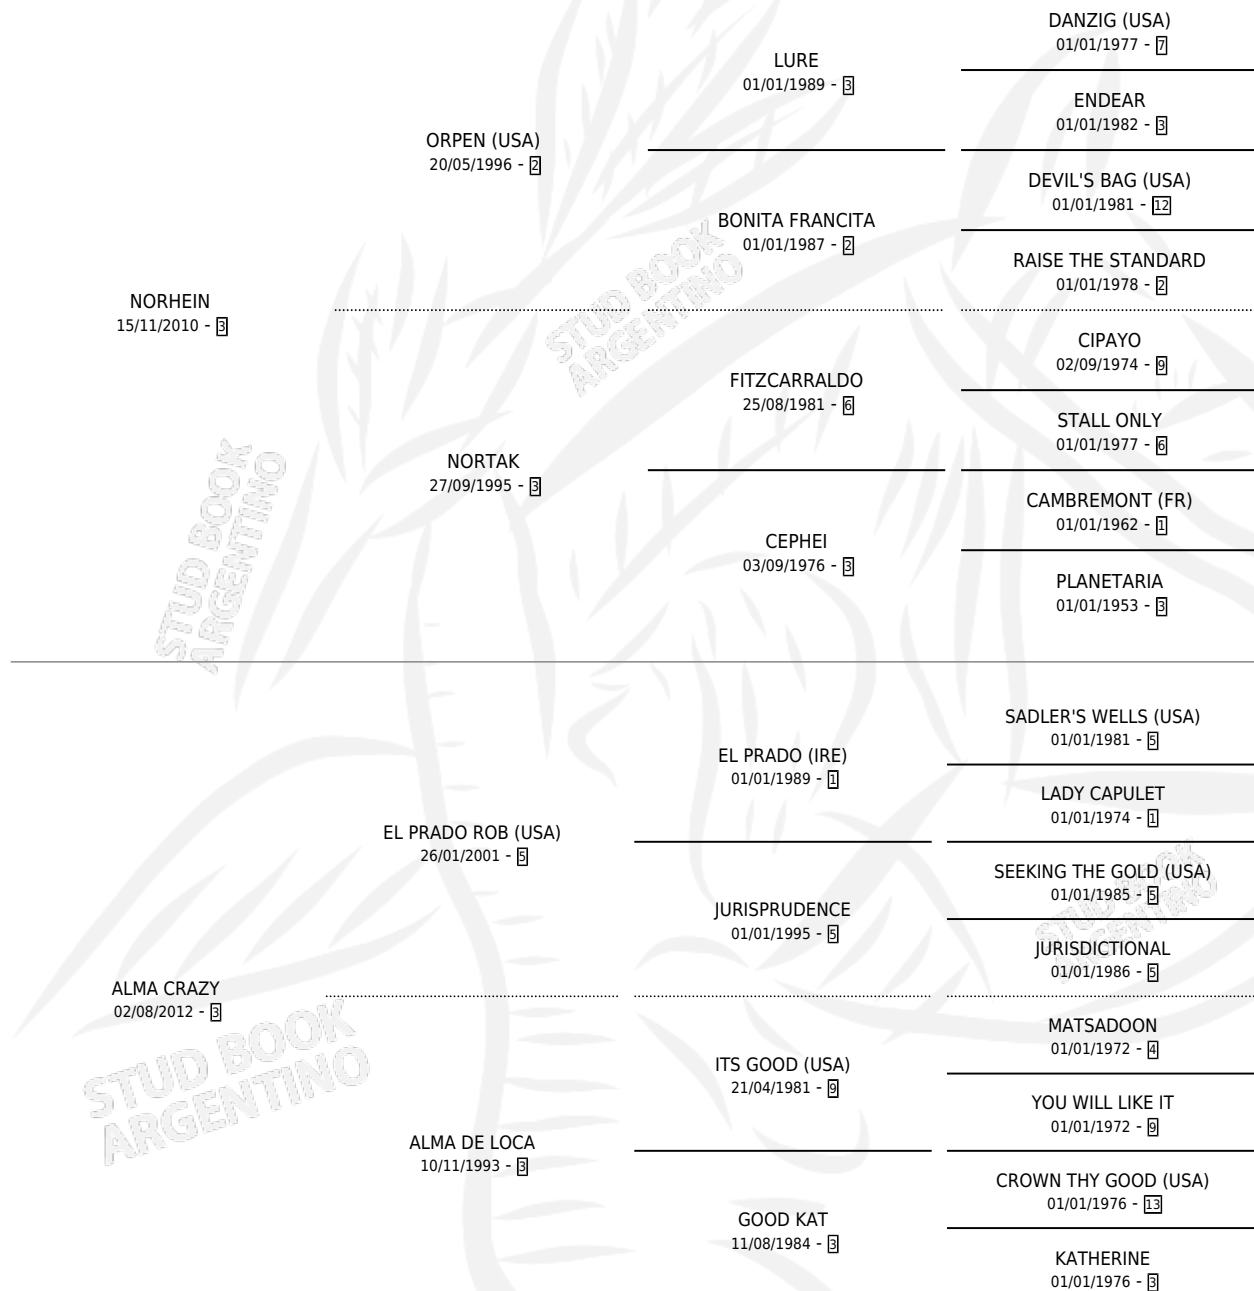 DANZIG (USA)
01/01/1977 - 7
LURE
01/01/1989 - 3
ENDEAR
01/01/1982 - 3
ORPEN (USA)
20/05/1996 - 2
DEVIL'S BAG (USA)
01/01/1981 - 12
BONITA FRANCITA
01/01/1987 - 2
RAISE THE STANDARD
01/01/1978 - 2
NORHEIN
15/11/2010 - 3
CIPAYO
02/09/1974 - 9
FITZCARRALDO
25/08/1981 - 6
STALL ONLY
01/01/1977 - 6
NORTAK
27/09/1995 - 3
CAMBREMONT (FR)
01/01/1962 - 1
CEPHEI
03/09/1976 - 3
PLANETARIA
01/01/1953 - 3
SADLER'S WELLS (USA)
01/01/1981 - 5
EL PRADO (IRE)
01/01/1989 - 1
LADY CAPULET
01/01/1974 - 1
EL PRADO ROB (USA)
26/01/2001 - 5
SEEKING THE GOLD (USA)
01/01/1985 - 5
JURISPRUDENCE
01/01/1995 - 5
JURISDICTIONAL
01/01/1986 - 5
ALMA CRAZY
02/08/2012 - 3
MATSADOON
01/01/1972 - 4
ITS GOOD (USA)
21/04/1981 - 9
YOU WILL LIKE IT
01/01/1972 - 9
ALMA DE LOCA
10/11/1993 - 3
CROWN THY GOOD (USA)
01/01/1976 - 13
GOOD KAT
11/08/1984 - 3
KATHERINE
01/01/1976 - 3
STUD BOOK
ARGENTINO
STUD BOOK
ARGENTINO
STUD BOOK
ARGENTINO
STUD BOOK
ARGENTINO